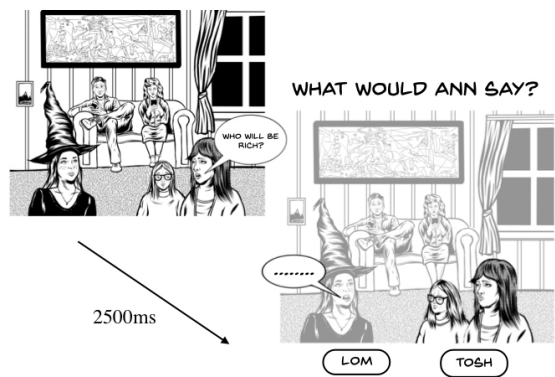 WHO WILL BE
RICH?
WHAT WOULD ANN SAY?
........
2500ms
LOM
TOSH